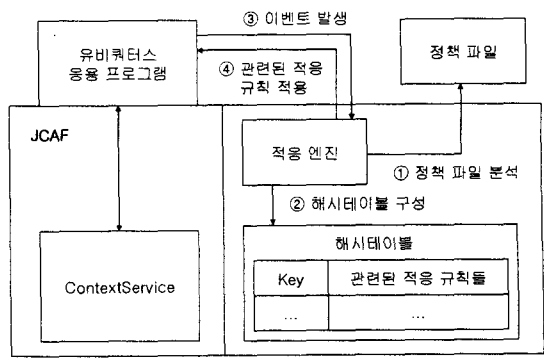 ③ 이벤트 발생
유비쿼터스
응용 프로그램
④ 관련된 적응
규칙 적용
정책 파일
JCAF
적응 엔진
① 정책 파일 분석
② 해시테이블 구성
해시테이블
Key 관련된 적응 규칙들
... ...
ContextService